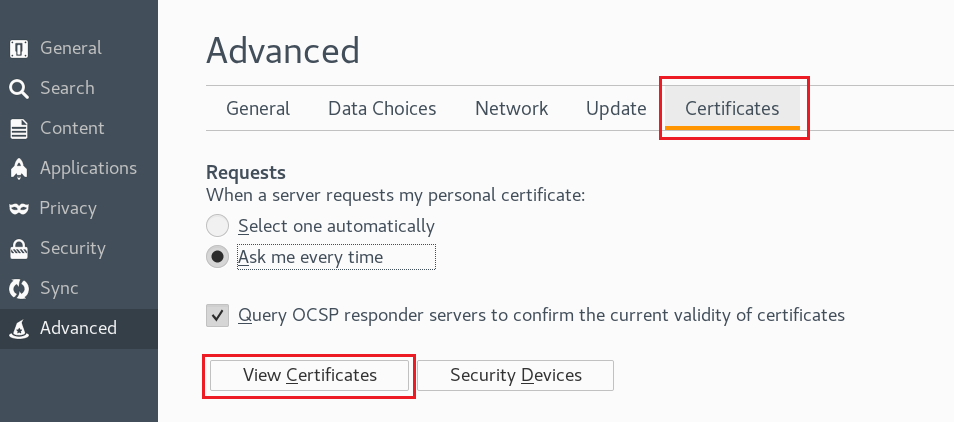 General
Search
Content
Applications
Privacy
Security
Sync
Advanced
Advanced
General Data Choices Network Update Certificates
Requests
When a server requests my personal certificate:
Select one automatically
Ask me every time
Query OCSP responder servers to confirm the current validity of certificates
View Certificates Security Devices